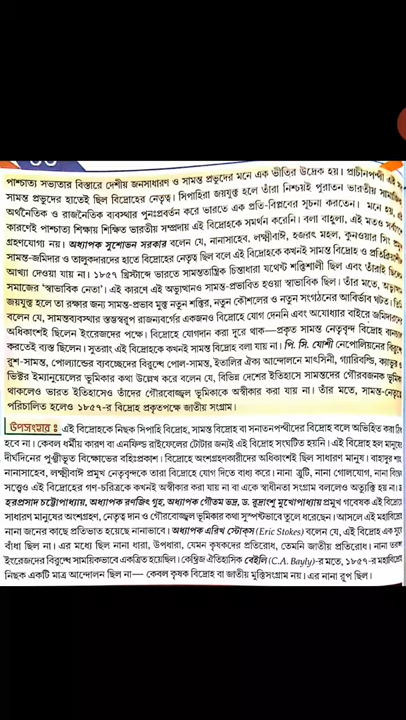 পাশ্চাত্য সভ্যতার বিস্তারে দেশীয় জনসাধারণ ও সামন্ত প্রভুদের মনে এক ভীতির উদ্রেক হয়। প্রাচীনপন্থী এই
সামন্ত প্রভুদের হাতেই ছিল বিদ্রোহের নেতৃত্ব। সিপাহিরা জয়যুক্ত হলে তাঁরা নিশ্চয়ই পুরাতন ভারতীয়
অর্থনৈতিক ও রাজনৈতিক ব্যবস্থার পুনঃপ্রবর্তন করে ভারতে এক প্রতি-বিপ্লবের সূচনা করতেন। মনে হয়,
কারণেই পাশ্চাত্য শিক্ষায় শিক্ষিত ভারতীয় সম্প্রদায় এই বিদ্রোহকে সমর্থন করেনি। বলা বাহুল্য, এই মতও
গ্রহণযোগ্য নয়। অধ্যাপক সুশোভন সরকার বলেন যে, নানাসাহেব, লক্ষ্মীবাঈ, হজরৎ মহল, কুনওয়ার সিং
সামন্ত-জমিদার ও তালুকদারদের হাতে বিদ্রোহের নেতৃত্ব ছিল বলে এই বিদ্রোহকে কখনই সামন্ত বিদ্রোহ ও
আখ্যা দেওয়া যায় না। ১৮৫৭ খ্রিস্টাব্দে ভারতে সামন্ততান্ত্রিক চিন্তাধারা যথেষ্ট শক্তিশালী ছিল এবং তাঁরাই ছিলেন
সমাজের 'স্বাভাবিক নেতা'। এই কারণে এই অভ্যুত্থানও সামন্ত-প্রভাবিত হওয়া স্বাভাবিক ছিল। তাঁর মতে,
জয়যুক্ত হলে তা রক্ষার জন্য সামন্ত-প্রভাব মুক্ত নতুন শক্তির, নতুন কৌশলের ও নতুন সংগঠনের আবির্ভাব ঘটত।
বলেন যে, সামন্তব্যবস্থার স্তম্ভস্বরূপ রাজন্যবর্গের একজনও বিদ্রোহে যোগ দেননি এবং অযোধ্যার বাইরে জমিদারদের
অধিকাংশই ছিলেন ইংরেজদের পক্ষে। বিদ্রোহে যোগদান করা দূরে থাক—প্রকৃত সামন্ত নেতৃবৃন্দ বিদ্রোহ
করতেই ব্যস্ত ছিলেন। সুতরাং এই বিদ্রোহকে কখনই সামন্ত বিদ্রোহ বলা যায় না। পি. সি. যোশী নেপোলিয়নের বিরুদ্ধে
রুশ-সামন্ত, পোল্যান্ডের ব্যবচ্ছেদের বিরুদ্ধে পোল-সামন্ত, ইতালির ঐক্য আন্দোলনে মাৎসিনী, গ্যারিবল্ডি,
ভিক্টর ইম্যানুয়েলের ভূমিকার কথা উল্লেখ করে বলেন যে, বিভিন্ন দেশের ইতিহাসে সামন্তদের গৌরবজনক
থাকলেও ভারত ইতিহাসেও তাঁদের গৌরবোজ্জ্বল ভূমিকাকে অস্বীকার করা যায় না। তাঁর মতে,
পরিচালিত হলেও ১৮৫৭-র বিদ্রোহ প্রকৃতপক্ষে জাতীয় সংগ্রাম।
উপসংহার : এই বিদ্রোহকে নিছক সিপাহি বিদ্রোহ, সামন্ত বিদ্রোহ বা সনাতনপন্থীদের বিদ্রোহ বলে অভিহিত করা
হবে না। কেবল ধর্মীয় কারণ বা এনফিল্ড রাইফেলের টোটার জন্যই এই বিদ্রোহ সংঘটিত হয়নি। এই বিদ্রোহ হল
দীর্ঘদিনের পুঞ্জীভূত বিক্ষোভের বহিঃপ্রকাশ। বিদ্রোহে অংশগ্রহণকারীদের অধিকাংশই ছিল সাধারণ মানুষ। বাহাদুর
নানাসাহেব, লক্ষ্মীবাঈ প্রমুখ নেতৃবৃন্দকে তারা বিদ্রোহে যোগ দিতে বাধ্য করে। নানা ত্রুটি, নানা গোলযোগ, নানা
সত্ত্বেও এই বিদ্রোহের গণ-চরিত্রকে কখনই অস্বীকার করা যায় না বা একে স্বাধীনতা সংগ্রাম বললেও অত্যুক্তি হয় না।
হরপ্রসাদ চট্টোপাধ্যায়, অধ্যাপক রণজিৎ গুহ, অধ্যাপক গৌতম ভদ্র, ড. রুদ্রাংশু মুখোপাধ্যায় প্রমুখ গবেষক এই
সাধারণ মানুষের অংশগ্রহণ, নেতৃত্ব দান ও গৌরবোজ্জ্বল ভূমিকার কথা সুস্পষ্টভাবে তুলে ধরেছেন। আসলে এই
নানা জনের কাছে প্রতিভাত হয়েছে নানাভাবে। অধ্যাপক এরিখ স্টোক্‌স (Eric Stokes) বলেন যে, এই বিদ্রোহ এক
বাঁধা ছিল না। এর মধ্যে ছিল নানা ধারা, উপধারা, যেমন কৃষকদের প্রতিরোধ, তেমনি জাতীয় প্রতিরোধ। নানা
ইংরেজদের বিরুদ্ধে সাময়িকভাবে একত্রিত হয়েছিল। কেম্ব্রিজ ঐতিহাসিক বেইলি (C.A. Bayly)-র মতে, ১৮৫৭-র
নিছক একটি মাত্র আন্দোলন ছিল না— কেবল কৃষক বিদ্রোহ বা জাতীয় মুক্তিসংগ্রাম নয়। এর নানা রূপ ছিল।